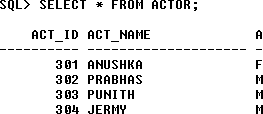 SQL> SELECT * FROM ACTOR;
ACT_ID ACT_NAME A
---------- -------------------- -
301 ANUSHKA F
302 PRABHAS M
303 PUNITH M
304 JERMY M